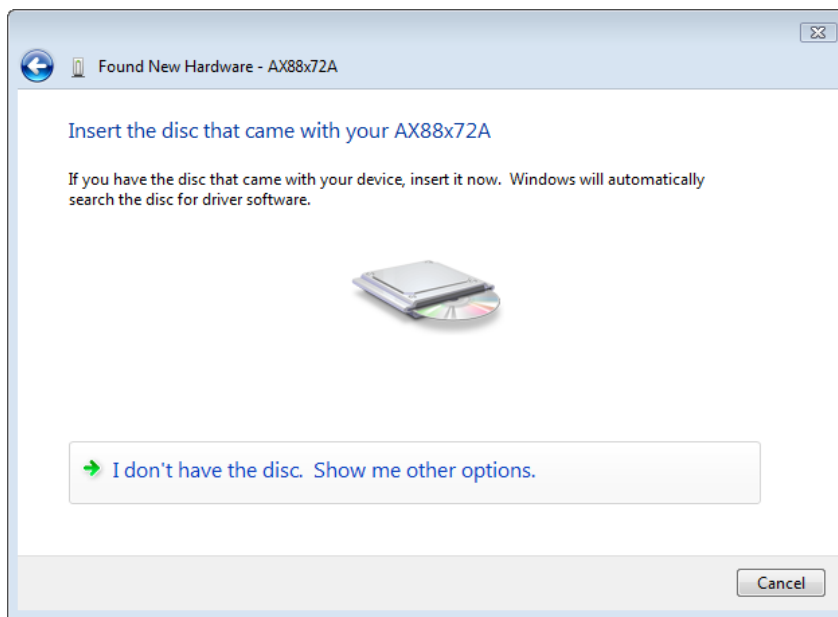 Found New Hardware - AX88x72A
Insert the disc that came with your AX88x72A
If you have the disc that came with your device, insert it now.  Windows will automatically
search the disc for driver software.
I don't have the disc.  Show me other options.
Cancel